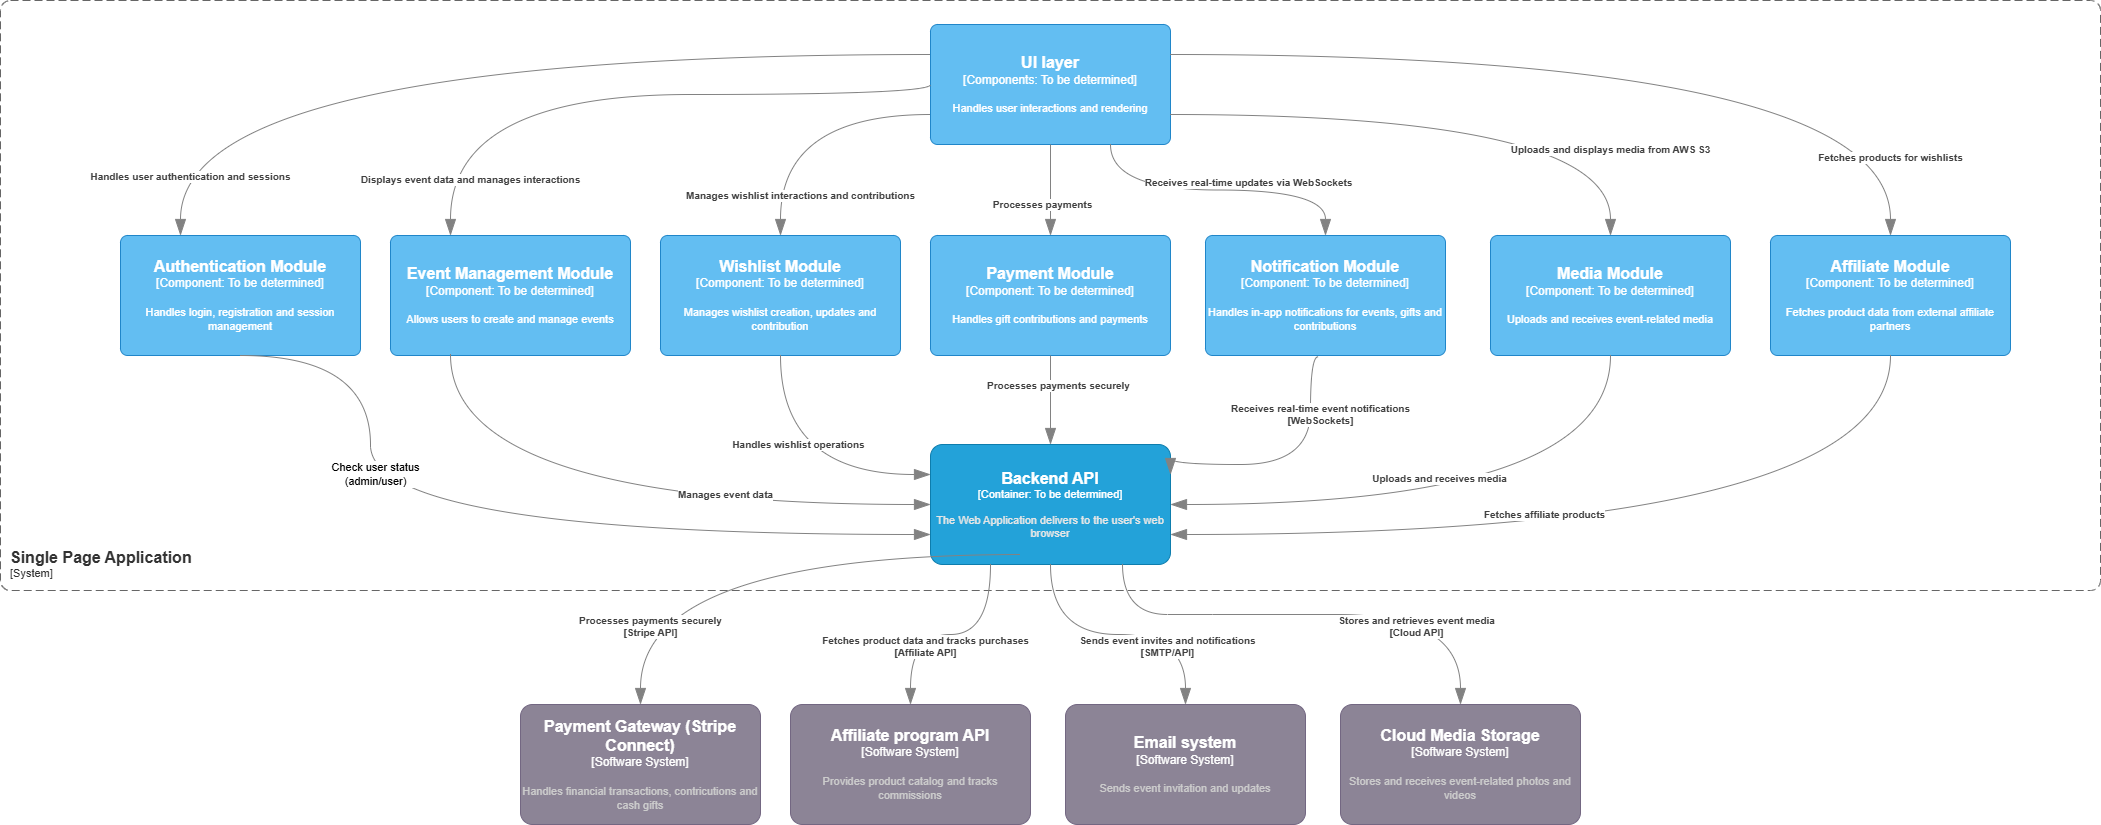 UI layer
[Components: To be determined]
Handles user interactions and rendering
Handles user authentication and sessions
Displays event data and manages interactions
Manages wishlist interactions and contributions
Processes payments
Receives real-time updates via WebSockets
Uploads and displays media from AWS S3
Fetches products for wishlists
Authentication Module
[Component: To be determined]
Handles login, registration and session
management
Event Management Module
[Component: To be determined]
Allows users to create and manage events
Wishlist Module
[Component: To be determined]
Manages wishlist creation, updates and
contribution
Payment Module
[Component: To be determined]
Handles gift contributions and payments
Notification Module
[Component: To be determined]
Handles in-app notifications for events, gifts and
contributions
Media Module
[Component: To be determined]
Uploads and receives event-related media
Affiliate Module
[Component: To be determined]
Fetches product data from external affiliate
partners
Check user status
(admin/user)
Manages event data
Handles wishlist operations
Processes payments securely
Receives real-time event notifications
[WebSockets]
Uploads and receives media
Fetches affiliate products
Backend API
[Container: To be determined]
The Web Application delivers to the user's web
browser
Single Page Application
[System]
Processes payments securely
[Stripe API]
Fetches product data and tracks purchases
[Affiliate API]
Sends event invites and notifications
[SMTP/API]
Stores and retrieves event media
[Cloud API]
Payment Gateway (Stripe
Connect)
[Software System]
Handles financial transactions, contricutions and
cash gifts
Affiliate program API
[Software System]
Provides product catalog and tracks
commissions
Email system
[Software System]
Sends event invitation and updates
Cloud Media Storage
[Software System]
Stores and receives event-related photos and
videos